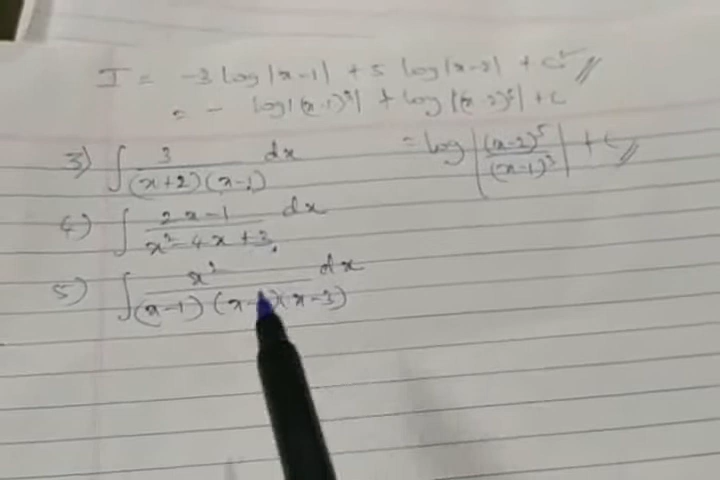 I = -3 log|x-1| + 5 log|x-2| + C
= - log|(x-1)³| + log|(x-2)⁵| + C
= log |(x-2)⁵/(x-1)³| + C
3) ∫ 3/((x+2)(x-1)) dx
4) ∫ (2x-1)/(x²-4x+3) dx
5) ∫ x²/((x-1)(x- )(x-3)) dx